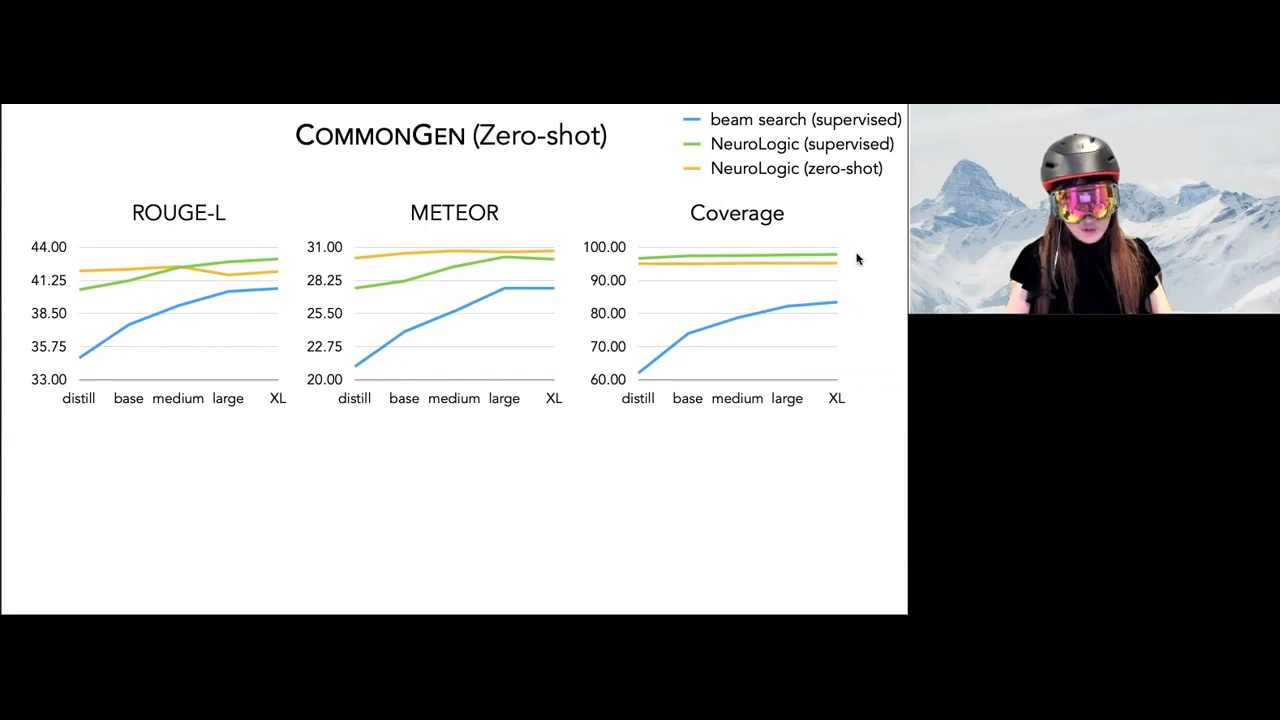 COMMONGEN (Zero-shot)
beam search (supervised)
NeuroLogic (supervised)
NeuroLogic (zero-shot)
ROUGE-L
44.00
41.25
38.50
35.75
33.00
distill base medium large XL
METEOR
31.00
28.25
25.50
22.75
20.00
distill base medium large XL
Coverage
100.00
90.00
80.00
70.00
60.00
distill base medium large XL